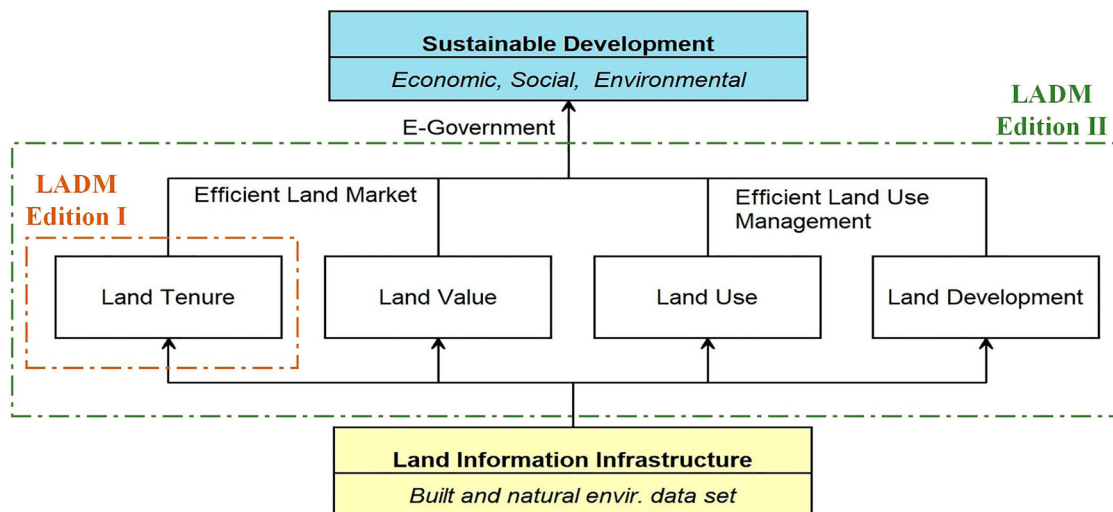 Sustainable Development
Economic, Social, Environmental
LADM
Edition II
E-Government
LADM
Edition I
Efficient Land Market
Efficient Land Use
Management
Land Tenure
Land Value
Land Use
Land Development
Land Information Infrastructure
Built and natural envir. data set